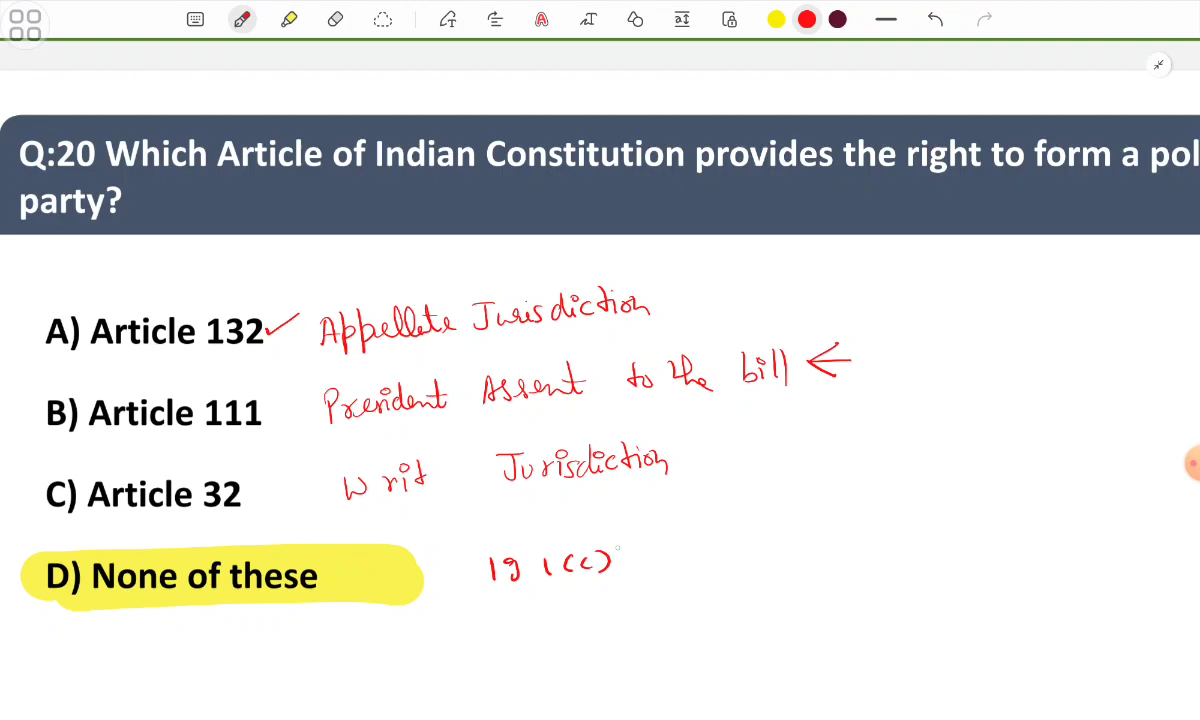 Q:20 Which Article of Indian Constitution provides the right to form a pol
party?
A) Article 132 ✓ Appellate Jurisdiction
B) Article 111 President Assent to the bill ←
C) Article 32 Writ Jurisdiction
D) None of these 19 1(c)